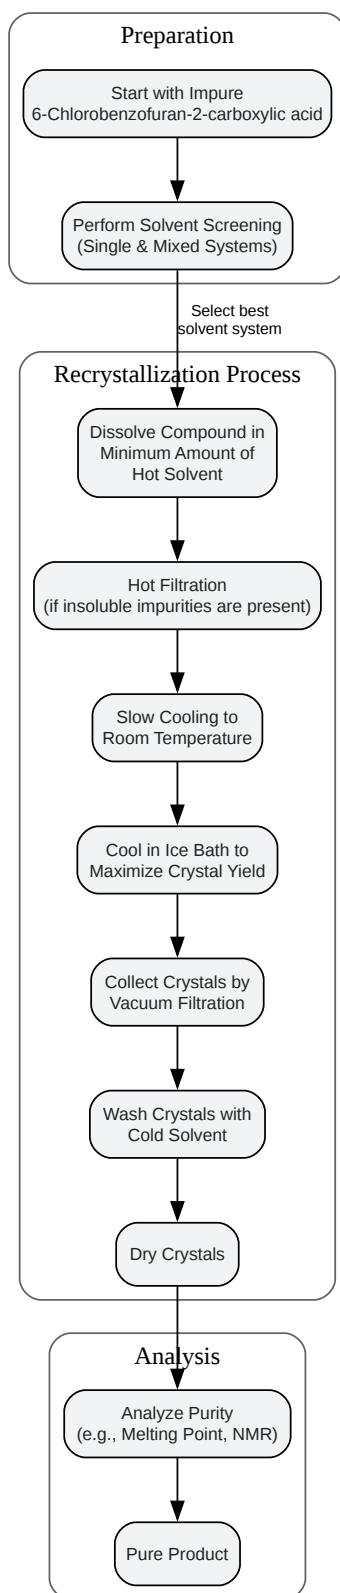 Preparation
Start with Impure
6-Chlorobenzofuran-2-carboxylic acid
Perform Solvent Screening
(Single & Mixed Systems)
Select best
solvent system
Recrystallization Process
Dissolve Compound in
Minimum Amount of
Hot Solvent
Hot Filtration
(if insoluble impurities are present)
Slow Cooling to
Room Temperature
Cool in Ice Bath to
Maximize Crystal Yield
Collect Crystals by
Vacuum Filtration
Wash Crystals with
Cold Solvent
Dry Crystals
Analysis
Analyze Purity
(e.g., Melting Point, NMR)
Pure Product